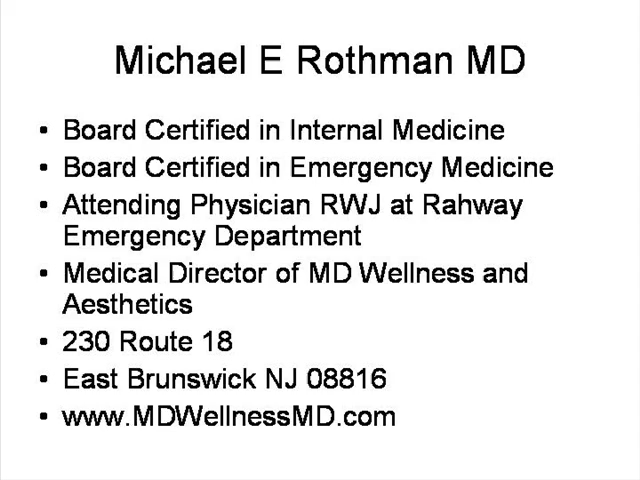 Michael E Rothman MD
• Board Certified in Internal Medicine
• Board Certified in Emergency Medicine
• Attending Physician RWJ at Rahway
Emergency Department
• Medical Director of MD Wellness and
Aesthetics
• 230 Route 18
• East Brunswick NJ 08816
• www.MDWellnessMD.com